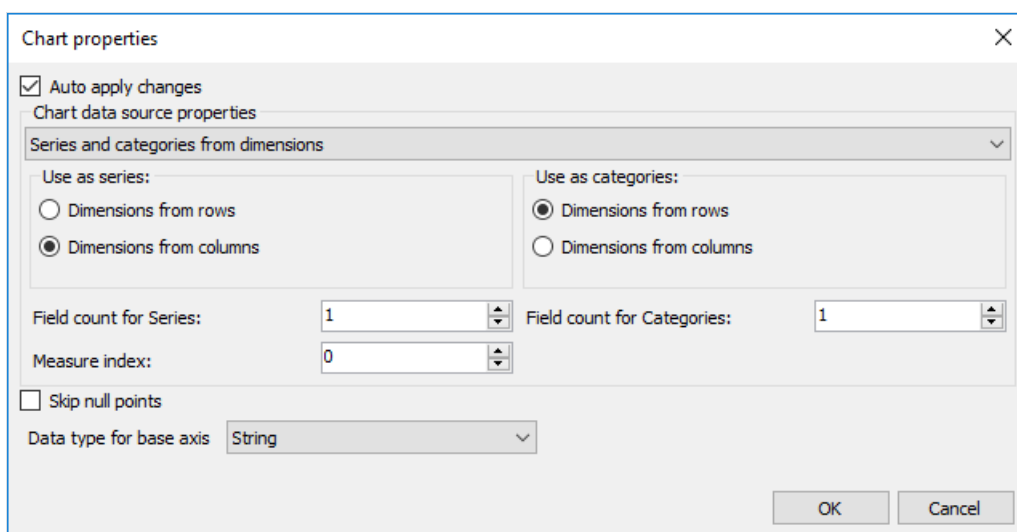 Chart properties
Auto apply changes
Chart data source properties
Series and categories from dimensions
Use as series:
Dimensions from rows
Dimensions from columns
Use as categories:
Dimensions from rows
Dimensions from columns
Field count for Series: 1
Field count for Categories: 1
Measure index: 0
Skip null points
Data type for base axis String
OK Cancel